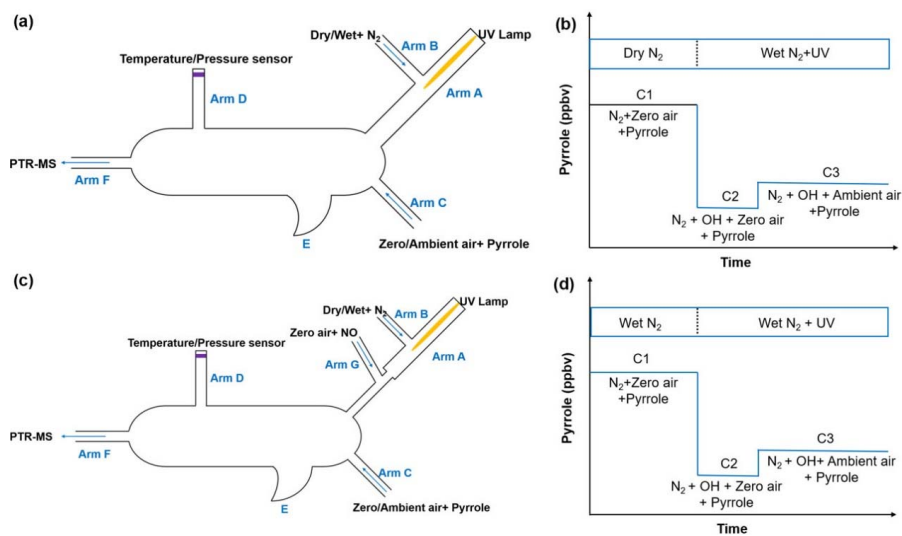 (a)
Dry/Wet+ N₂
UV Lamp
Arm B
Temperature/Pressure sensor
Arm A
Arm D
PTR-MS
Arm F
Arm C
E
Zero/Ambient air+ Pyrrole
(b)
Pyrrole (ppbv)
Dry N₂
Wet N₂+UV
C1
N₂+Zero air
+Pyrrole
C2
N₂ + OH + Zero air
+ Pyrrole
C3
N₂ + OH + Ambient air
+Pyrrole
Time
(c)
Dry/Wet+ N₂
UV Lamp
Arm B
Zero air+ NO
Arm A
Arm G
Temperature/Pressure sensor
Arm D
PTR-MS
Arm F
Arm C
E
Zero/Ambient air+ Pyrrole
(d)
Pyrrole (ppbv)
Wet N₂
Wet N₂ + UV
C1
N₂+Zero air
+Pyrrole
C2
N₂ + OH + Zero air
+ Pyrrole
C3
N₂ + OH+ Ambient air
+ Pyrrole
Time